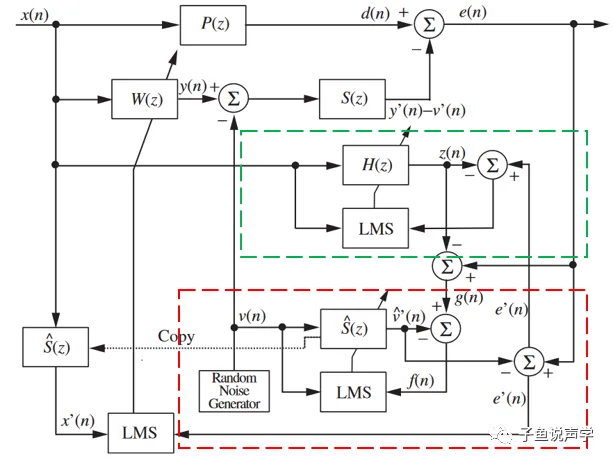 x(n)
P(z)
d(n) +
Σ
e(n)
−
W(z)
y(n) +
Σ
−
S(z)
y'(n)−v'(n)
H(z)
z(n)
−
Σ
+
LMS
−
Σ
+
g(n)
e'(n)
v(n)
Ŝ(z)
v̂'(n)
+
−
Σ
Ŝ(z)
Copy
−
Σ
+
Random
Noise
Generator
LMS
f(n)
e'(n)
x'(n)
LMS
子鱼说声学